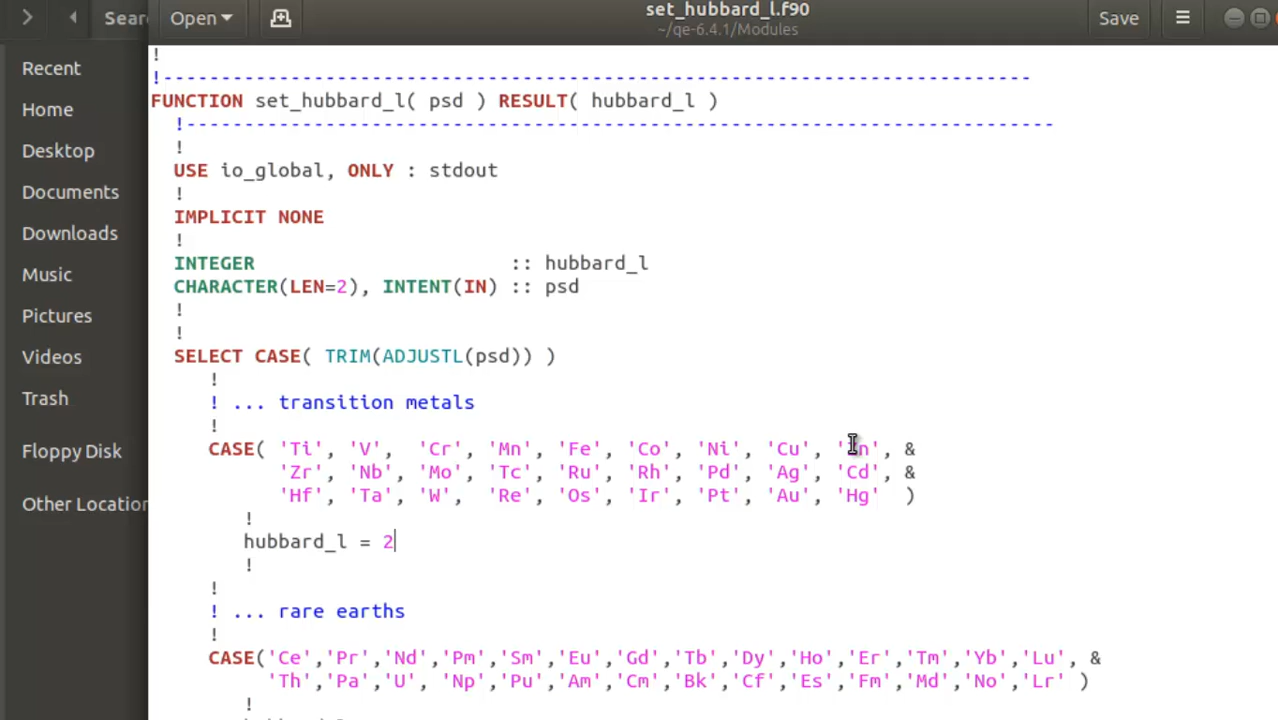 Sear
Open
set_hubbard_l.f90
~/qe-6.4.1/Modules
Save
Recent
Home
Desktop
Documents
Downloads
Music
Pictures
Videos
Trash
Floppy Disk
Other Location
!
!---------------------------------------------------------------------------
FUNCTION set_hubbard_l( psd ) RESULT( hubbard_l )
!---------------------------------------------------------------------------
!
USE io_global, ONLY : stdout
!
IMPLICIT NONE
!
INTEGER :: hubbard_l
CHARACTER(LEN=2), INTENT(IN) :: psd
!
!
SELECT CASE( TRIM(ADJUSTL(psd)) )
!
! ... transition metals
!
CASE( 'Ti', 'V', 'Cr', 'Mn', 'Fe', 'Co', 'Ni', 'Cu', 'Zn', &
'Zr', 'Nb', 'Mo', 'Tc', 'Ru', 'Rh', 'Pd', 'Ag', 'Cd', &
'Hf', 'Ta', 'W', 'Re', 'Os', 'Ir', 'Pt', 'Au', 'Hg' )
!
hubbard_l = 2
!
!
! ... rare earths
!
CASE('Ce','Pr','Nd','Pm','Sm','Eu','Gd','Tb','Dy','Ho','Er','Tm','Yb','Lu', &
'Th','Pa','U', 'Np','Pu','Am','Cm','Bk','Cf','Es','Fm','Md','No','Lr' )
!